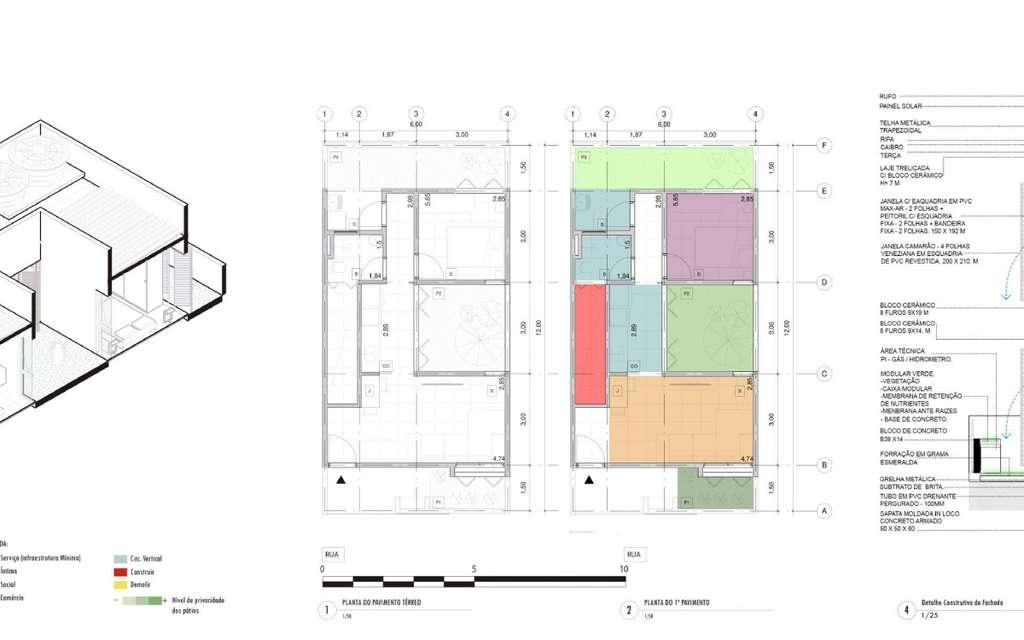 DA:
Serviço (infraestrutura Mínima)
Íntimo
Social
Comércio
Circ. Vertical
Construir
Demolir
- + Nível de privacidade
dos pátios
1 2 3 4
6,00
1,14 1,87 3,00
P3
1,50
2,98
5,85
2,85
S
1,5
B
1,84
D
3,00
P2
2,89
CO
3,00
12,00
J
X
2,85
3,00
4,74
P1
1,50
RUA
1 2 3 4
6,00
1,14 1,87 3,00
F
P3
1,50
E
2,98
5,85
2,85
S
1,5
B
1,84
D
3,00
D
P2
2,89
CO
3,00
12,00
C
J
X
2,85
3,00
4,74
B
P1
1,50
A
RUA
0 5 10
1 PLANTA DO PAVIMENTO TÉRREO
1/50
2 PLANTA DO 1º PAVIMENTO
1/50
RUFO
PAINEL SOLAR
TELHA METÁLICA
TRAPEZOIDAL
RIPA
CAIBRO
TERÇA
LAJE TRELIÇADA
C/ BLOCO CERÂMICO
H= 7 M
JANELA C/ EAQUADRIA EM PVC
MAX-AR - 2 FOLHAS +
PEITORIL C/ ESQUADRIA
FIXA - 2 FOLHAS + BANDEIRA
FIXA - 2 FOLHAS. 150 X 192 M
JANELA CAMARÃO - 4 FOLHAS
VENEZIANA EM ESQUADRIA
DE PVC REVESTIDA. 200 X 210. M
BLOCO CERÂMICO
8 FUROS 9X19 M
BLOCO CERÂMICO
6 FUROS 9X14. M
ÁREA TÉCNICA
P/ - GÁS / HIDROMETRO.
MODULAR VERDE.
-VEGETAÇÃO
-CAIXA MODULAR
-MEMBRANA DE RETENÇÃO
DE NUTRIENTES
-MENBRANA ANTE RAIZES
- BASE DE CONCRETO.
BLOCO DE CONCRETO
B39 X14
FORRAÇÃO EM GRAMA
ESMERALDA
GRELHA METÁLICA
SUBTRATO DE BRITA.
TUBO EM PVC DRENANTE
PERGURADO - 100MM
SAPATA MOLDADA IN LOCO
CONCRETO ARMADO
50 X 50 X 60
4 Detalhe Construtivo da Fachada
1/25